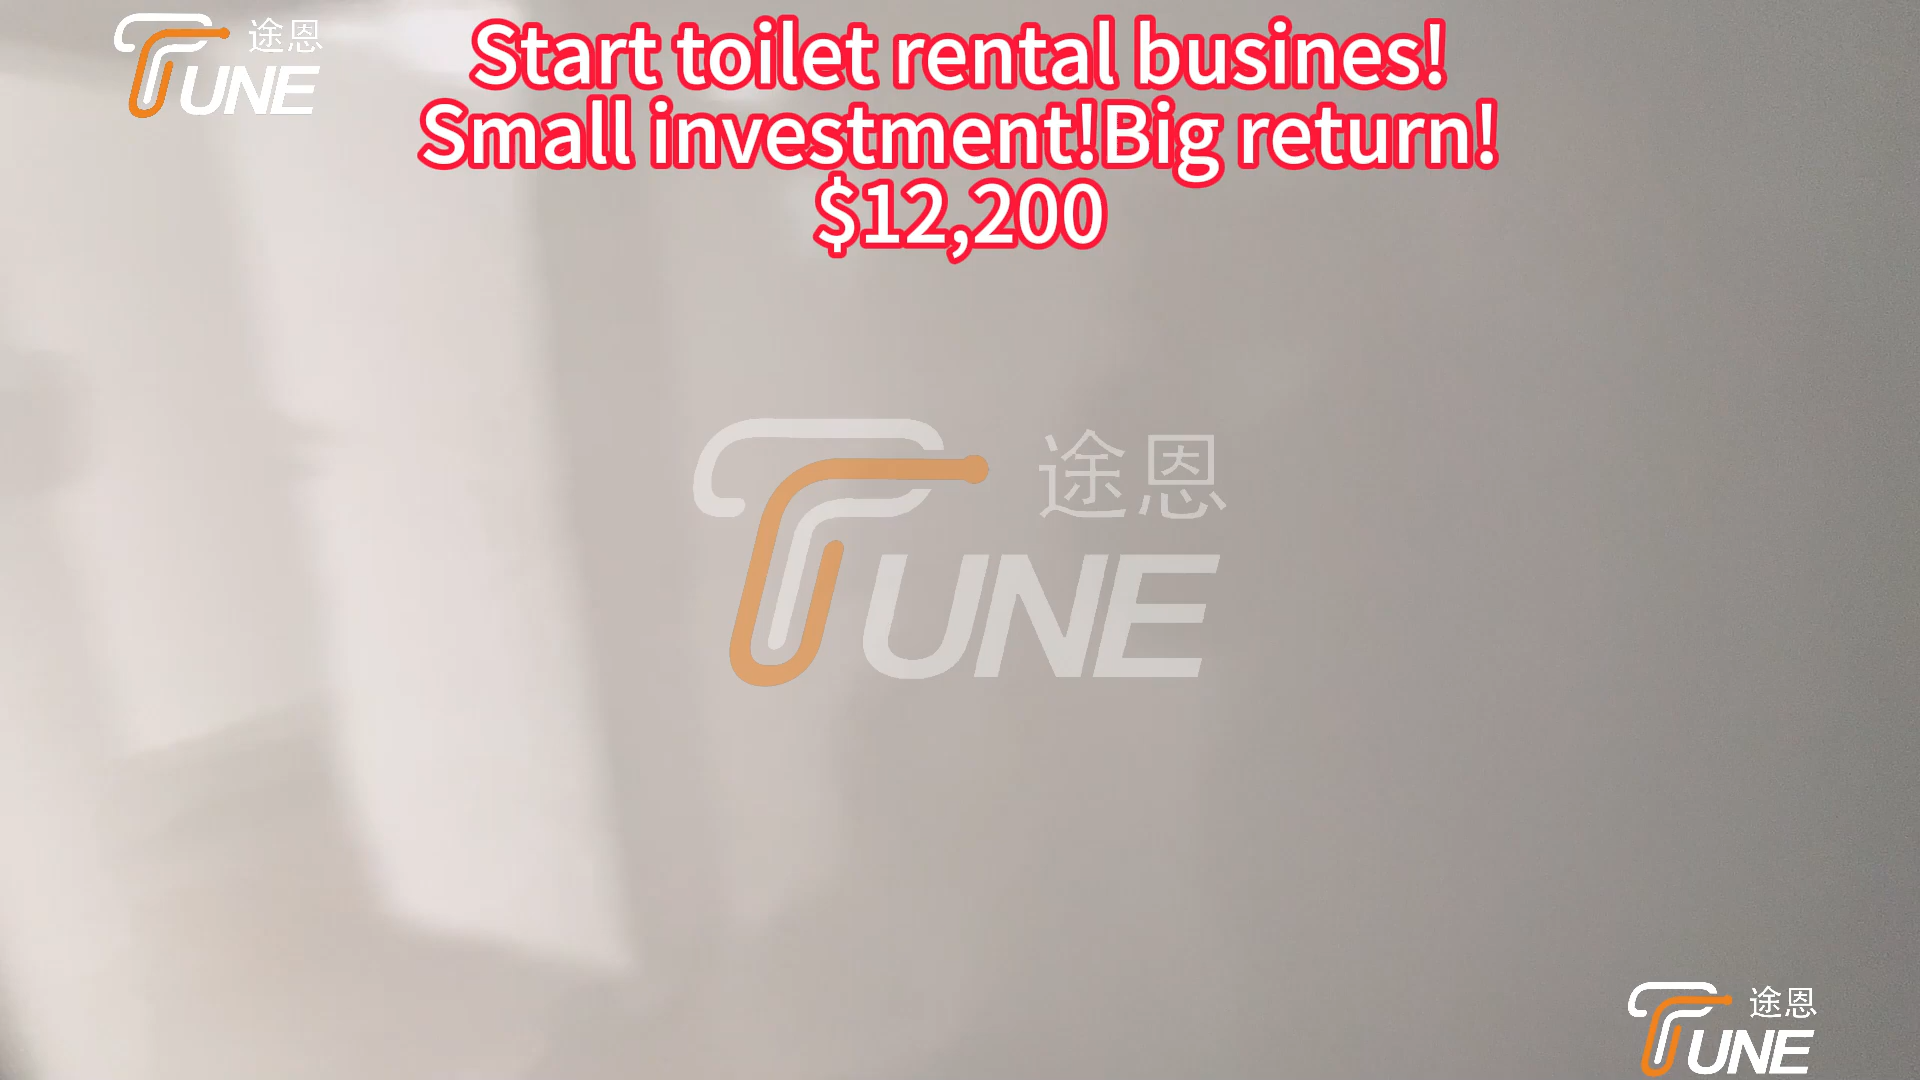 途恩
TUNE
Start toilet rental busines!
Small investment!Big return!
$12,200
途恩
TUNE
途恩
TUNE